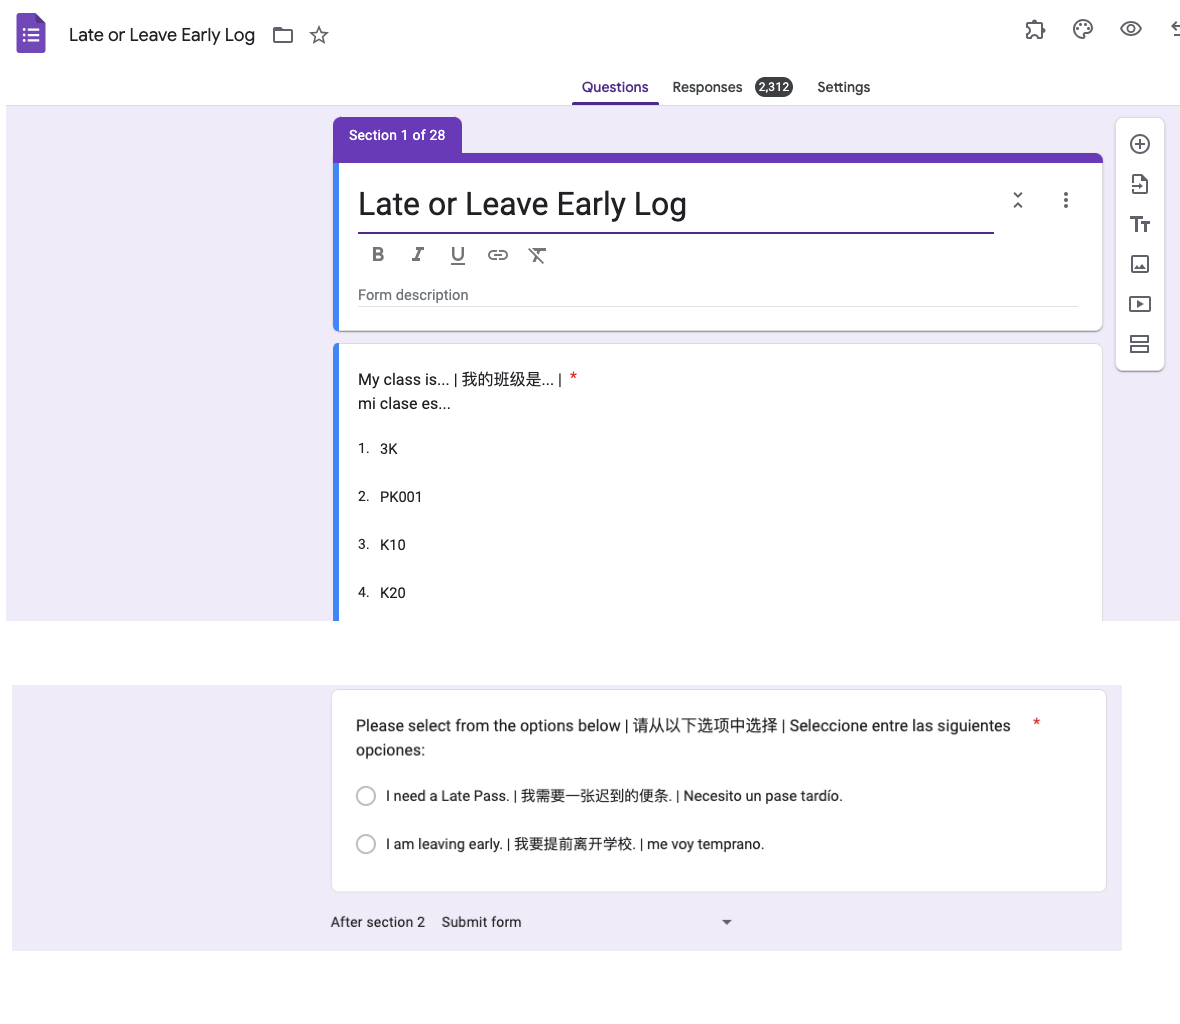 Late or Leave Early Log
Questions Responses 2,312 Settings
Section 1 of 28
Late or Leave Early Log
B I U
Form description
My class is... | 我的班级是... | *
mi clase es...
1. 3K
2. PK001
3. K10
4. K20
Please select from the options below | 请从以下选项中选择 | Seleccione entre las siguientes *
opciones:
I need a Late Pass. | 我需要一张迟到的便条. | Necesito un pase tardío.
I am leaving early. | 我要提前离开学校. | me voy temprano.
After section 2 Submit form